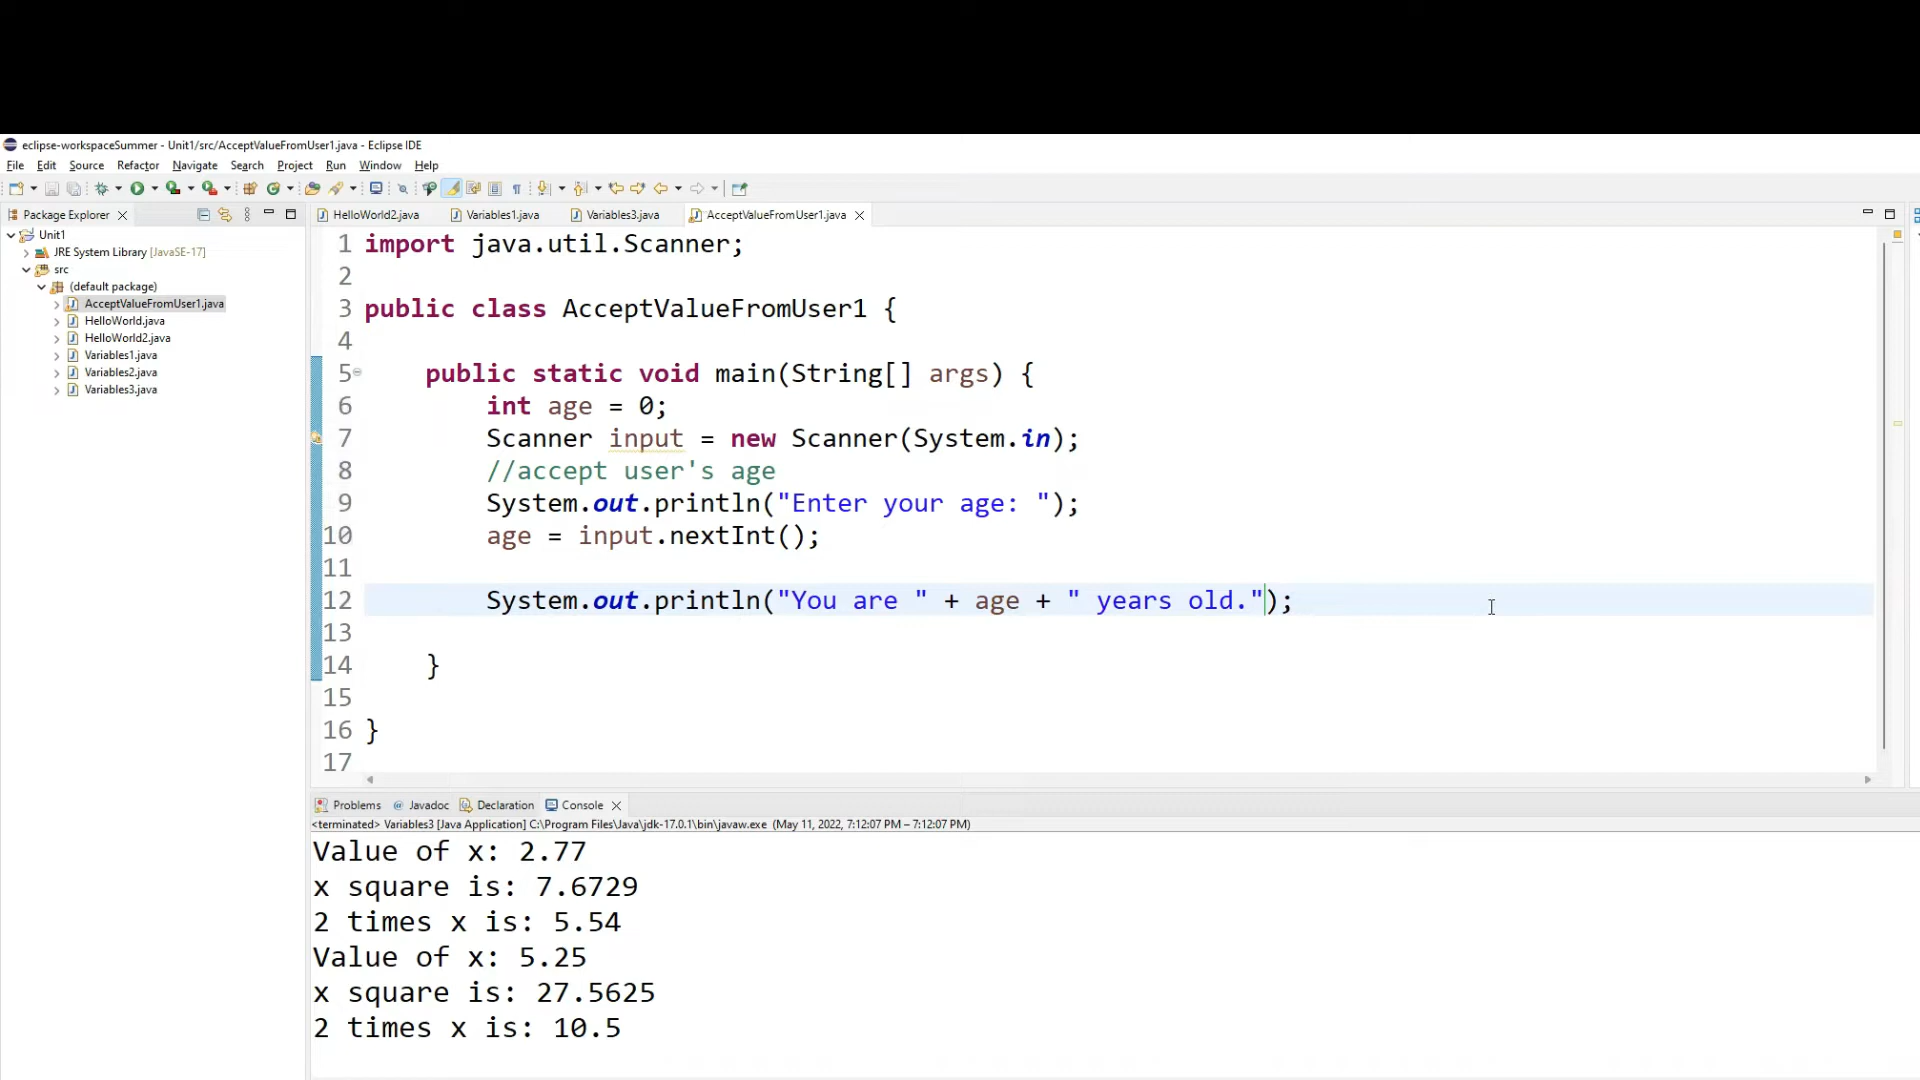 eclipse-workspaceSummer - Unit1/src/AcceptValueFromUser1.java - Eclipse IDE
File Edit Source Refactor Navigate Search Project Run Window Help
Package Explorer
HelloWorld2.java Variables1.java Variables3.java AcceptValueFromUser1.java
Unit1
JRE System Library [JavaSE-17]
src
(default package)
AcceptValueFromUser1.java
HelloWorld.java
HelloWorld2.java
Variables1.java
Variables2.java
Variables3.java
1 import java.util.Scanner;
2
3 public class AcceptValueFromUser1 {
4
5 public static void main(String[] args) {
6 int age = 0;
7 Scanner input = new Scanner(System.in);
8 //accept user's age
9 System.out.println("Enter your age: ");
10 age = input.nextInt();
11
12 System.out.println("You are " + age + " years old.");
13
14 }
15
16 }
17
Problems Javadoc Declaration Console
<terminated> Variables3 [Java Application] C:\Program Files\Java\jdk-17.0.1\bin\javaw.exe (May 11, 2022, 7:12:07 PM – 7:12:07 PM)
Value of x: 2.77
x square is: 7.6729
2 times x is: 5.54
Value of x: 5.25
x square is: 27.5625
2 times x is: 10.5